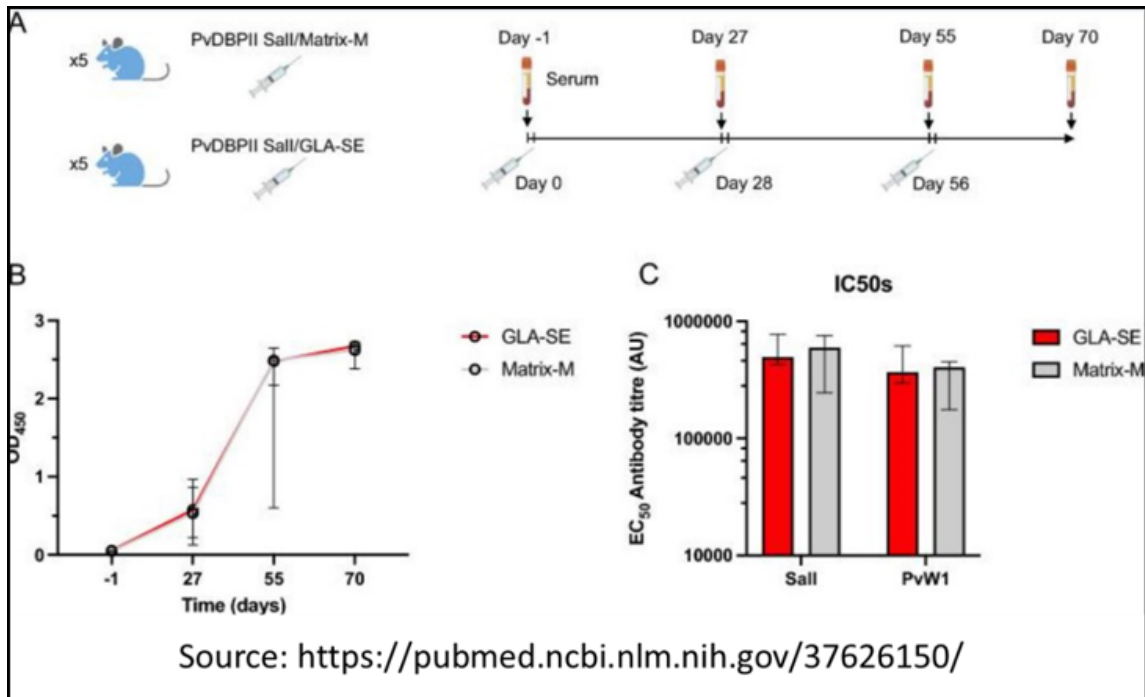 A
x5
PvDBPII SalI/Matrix-M
x5
PvDBPII SalI/GLA-SE
Day -1 Day 27 Day 55 Day 70
Serum
Day 0 Day 28 Day 56
B
3
2
1
0
OD450
-1 27 55 70
Time (days)
GLA-SE
Matrix-M
C
IC50s
1000000
100000
10000
EC50 Antibody titre (AU)
SalI PvW1
GLA-SE
Matrix-M
Source: https://pubmed.ncbi.nlm.nih.gov/37626150/